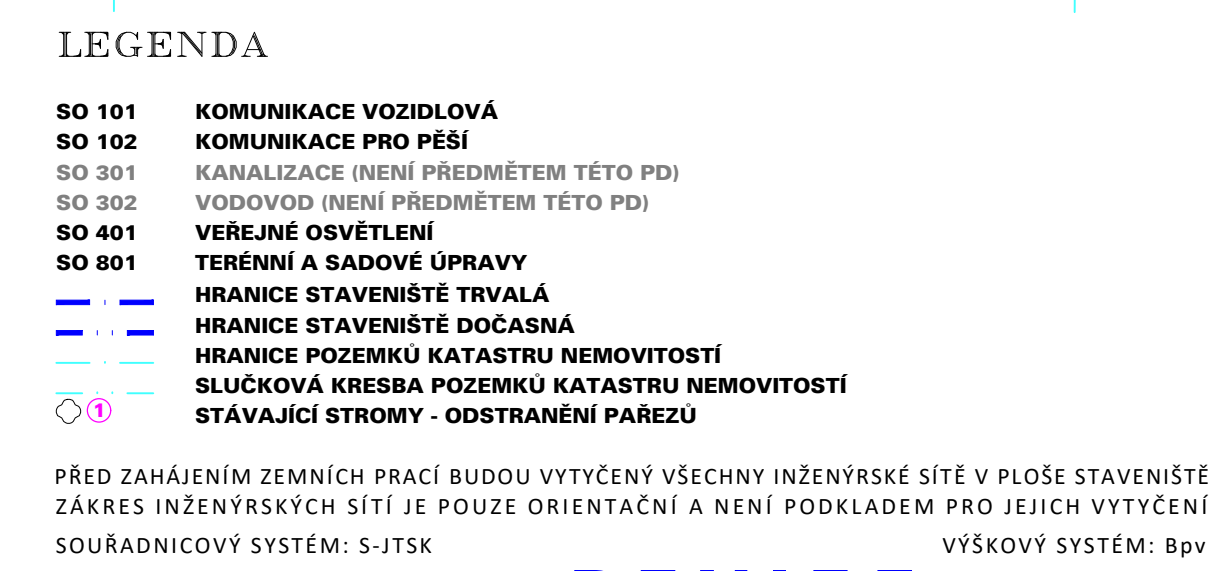 LEGENDA
SO 101 KOMUNIKACE VOZIDLOVÁ
SO 102 KOMUNIKACE PRO PĚŠÍ
SO 301 KANALIZACE (NENÍ PŘEDMĚTEM TÉTO PD)
SO 302 VODOVOD (NENÍ PŘEDMĚTEM TÉTO PD)
SO 401 VEŘEJNÉ OSVĚTLENÍ
SO 801 TERÉNNÍ A SADOVÉ ÚPRAVY
HRANICE STAVENIŠTĚ TRVALÁ
HRANICE STAVENIŠTĚ DOČASNÁ
HRANICE POZEMKŮ KATASTRU NEMOVITOSTÍ
SLUČKOVÁ KRESBA POZEMKŮ KATASTRU NEMOVITOSTÍ
1 STÁVAJÍCÍ STROMY - ODSTRANĚNÍ PAŘEZŮ
PŘED ZAHÁJENÍM ZEMNÍCH PRACÍ BUDOU VYTYČENÝ VŠECHNY INŽENÝRSKÉ SÍTĚ V PLOŠE STAVENIŠTĚ
ZÁKRES INŽENÝRSKÝCH SÍTÍ JE POUZE ORIENTAČNÍ A NENÍ PODKLADEM PRO JEJICH VYTYČENÍ
SOUŘADNICOVÝ SYSTÉM: S-JTSK VÝŠKOVÝ SYSTÉM: Bpv